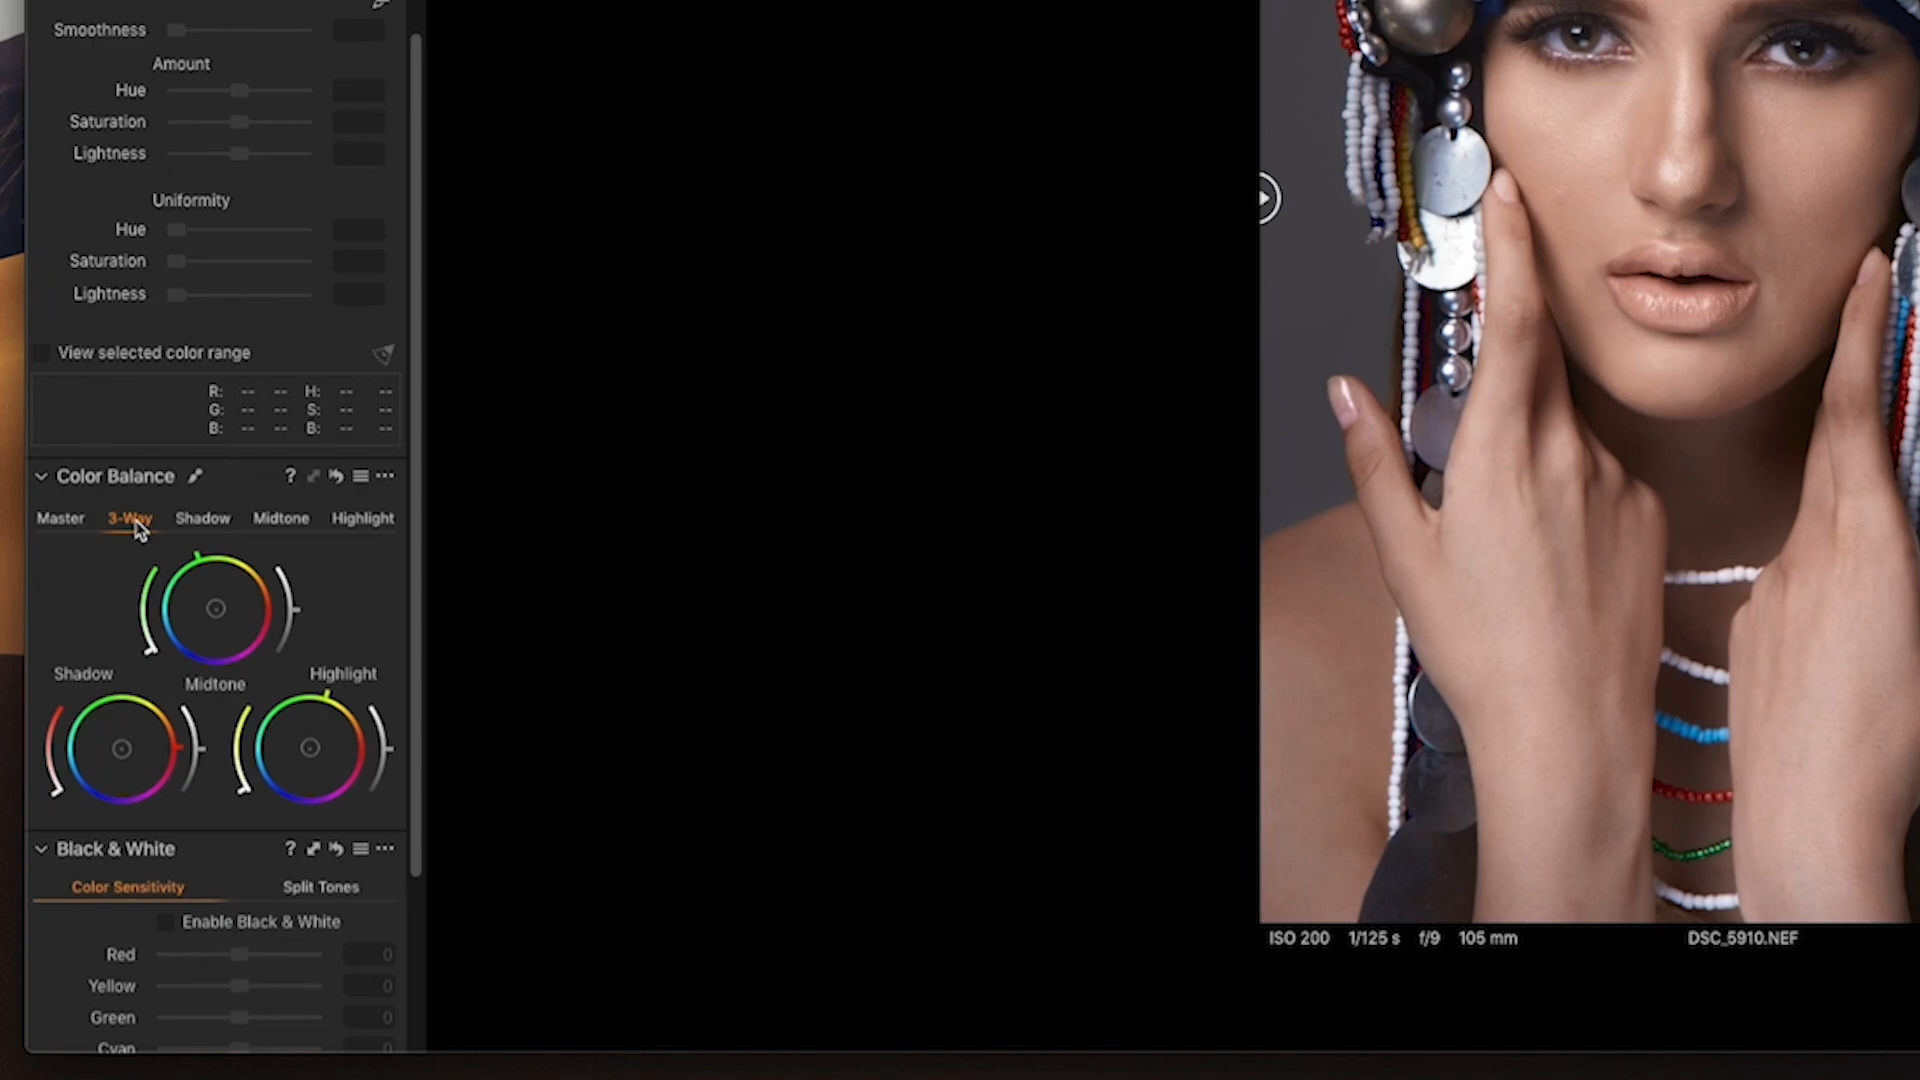 Smoothness
Amount
Hue
Saturation
Lightness
Uniformity
Hue
Saturation
Lightness
View selected color range
R: -- -- H: -- --
G: -- -- S: -- --
B: -- -- B: -- --
Color Balance ? ...
Master 3-Way Shadow Midtone Highlight
Shadow Midtone Highlight
Black & White ? ...
Color Sensitivity Split Tones
Enable Black & White
Red 0
Yellow 0
Green 0
Cyan 0
ISO 200 1/125 s f/9 105 mm DSC_5910.NEF